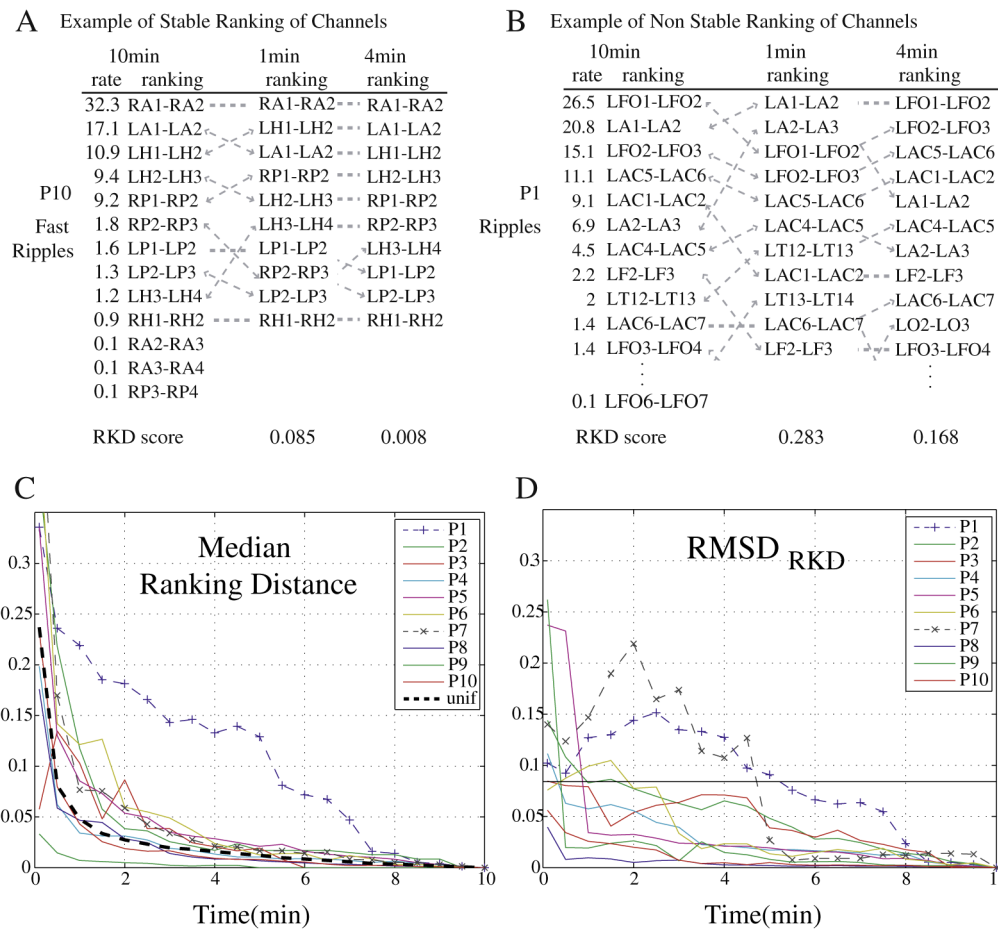 A Example of Stable Ranking of Channels
10min 1min 4min
rate ranking ranking ranking
32.3 RA1-RA2 RA1-RA2 RA1-RA2
17.1 LA1-LA2 LH1-LH2 LA1-LA2
10.9 LH1-LH2 LA1-LA2 LH1-LH2
9.4 LH2-LH3 RP1-RP2 LH2-LH3
P10 9.2 RP1-RP2 LH2-LH3 RP1-RP2
Fast 1.8 RP2-RP3 LH3-LH4 RP2-RP3
Ripples 1.6 LP1-LP2 LP1-LP2 LH3-LH4
1.3 LP2-LP3 RP2-RP3 LP1-LP2
1.2 LH3-LH4 LP2-LP3 LP2-LP3
0.9 RH1-RH2 RH1-RH2 RH1-RH2
0.1 RA2-RA3
0.1 RA3-RA4
0.1 RP3-RP4
RKD score 0.085 0.008
B Example of Non Stable Ranking of Channels
10min 1min 4min
rate ranking ranking ranking
26.5 LFO1-LFO2 LA1-LA2 LFO1-LFO2
20.8 LA1-LA2 LA2-LA3 LFO2-LFO3
15.1 LFO2-LFO3 LFO1-LFO2 LAC5-LAC6
11.1 LAC5-LAC6 LFO2-LFO3 LAC1-LAC2
P1 9.1 LAC1-LAC2 LAC5-LAC6 LA1-LA2
Ripples 6.9 LA2-LA3 LAC4-LAC5 LAC4-LAC5
4.5 LAC4-LAC5 LT12-LT13 LA2-LA3
2.2 LF2-LF3 LAC1-LAC2 LF2-LF3
2 LT12-LT13 LT13-LT14 LAC6-LAC7
1.4 LAC6-LAC7 LAC6-LAC7 LO2-LO3
1.4 LFO3-LFO4 LF2-LF3 LFO3-LFO4
0.1 LFO6-LFO7
RKD score 0.283 0.168
C
Median
Ranking Distance
P1
P2
P3
P4
P5
P6
P7
P8
P9
P10
unif
0.3
0.25
0.2
0.15
0.1
0.05
0
0 2 4 6 8 10
Time(min)
D
RMSD RKD
P1
P2
P3
P4
P5
P6
P7
P8
P9
P10
0.3
0.25
0.2
0.15
0.1
0.05
0
0 2 4 6 8 1
Time(min)